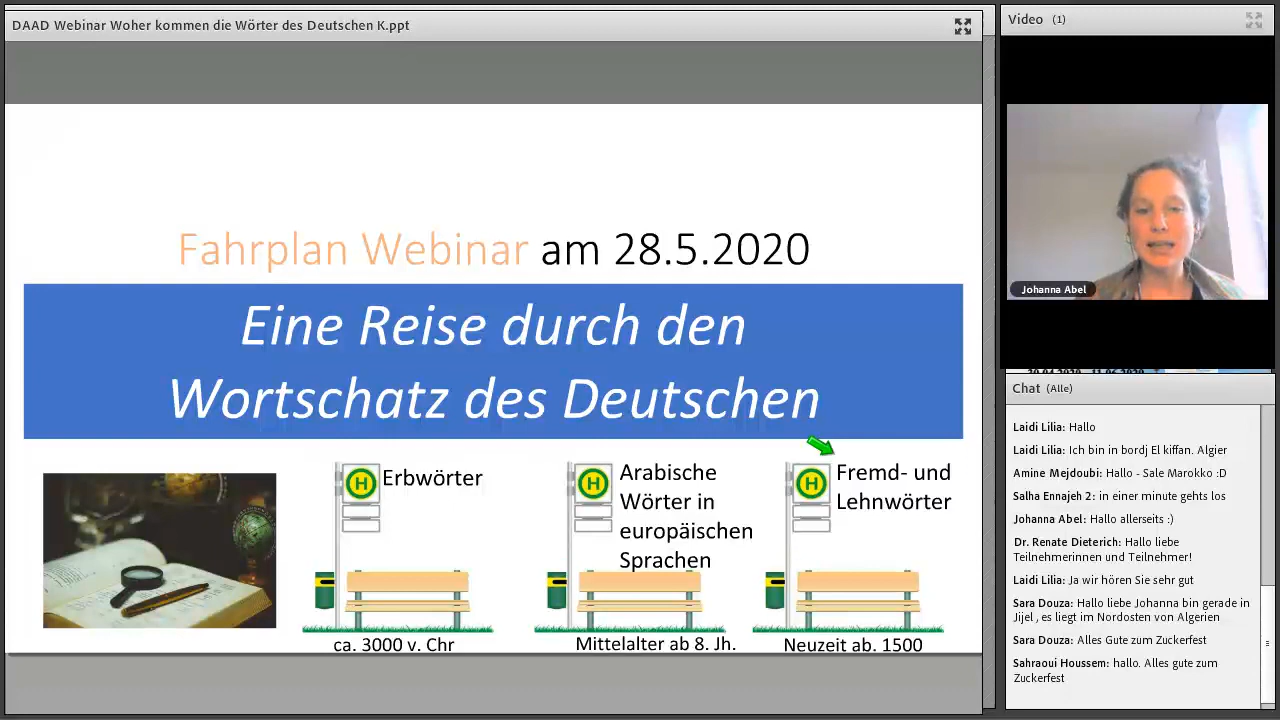 DAAD Webinar Woher kommen die Wörter des Deutschen K.ppt
Fahrplan Webinar am 28.5.2020
Eine Reise durch den
Wortschatz des Deutschen
H
Erbwörter
ca. 3000 v. Chr
H
Arabische
Wörter in
europäischen
Sprachen
Mittelalter ab 8. Jh.
H
Fremd- und
Lehnwörter
Neuzeit ab. 1500
Video (1)
Johanna Abel
Chat (Alle)
Laidi Lilia: Hallo
Laidi Lilia: Ich bin in bordj El kiffan. Algier
Amine Mejdoubi: Hallo - Sale Marokko :D
Salha Ennajeh 2: in einer minute gehts los
Johanna Abel: Hallo allerseits :)
Dr. Renate Dieterich: Hallo liebe
Teilnehmerinnen und Teilnehmer!
Laidi Lilia: Ja wir hören Sie sehr gut
Sara Douza: Hallo liebe Johanna bin gerade in
Jijel , es liegt im Nordosten von Algerien
Sara Douza: Alles Gute zum Zuckerfest
Sahraoui Houssem: hallo. Alles gute zum
Zuckerfest